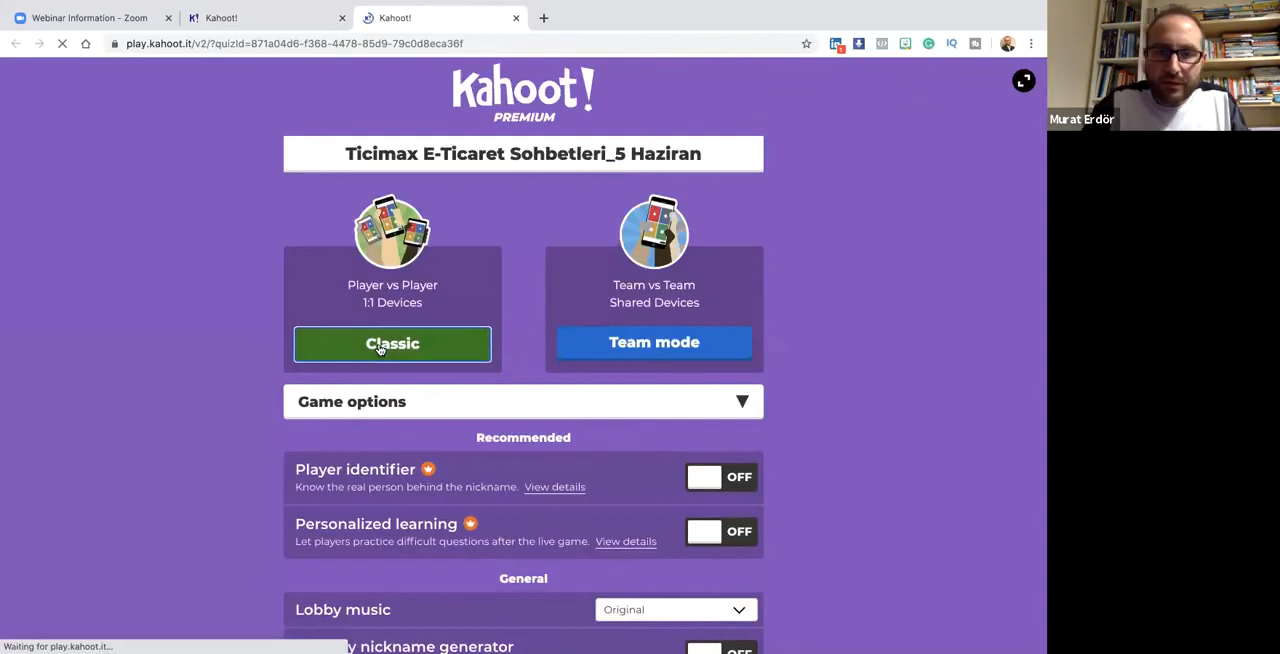 Webinar Information - Zoom
Kahoot!
Kahoot!
play.kahoot.it/v2/?quizId=871a04d6-f368-4478-85d9-79c0d8eca36f
1
IQ
Kahoot!
PREMIUM
Murat Erdör
Ticimax E-Ticaret Sohbetleri_5 Haziran
Player vs Player
1:1 Devices
Classic
Team vs Team
Shared Devices
Team mode
Game options
Recommended
Player identifier
Know the real person behind the nickname. View details
OFF
Personalized learning
Let players practice difficult questions after the live game. View details
OFF
General
Lobby music
Original
y nickname generator
OFF
Waiting for play.kahoot.it...